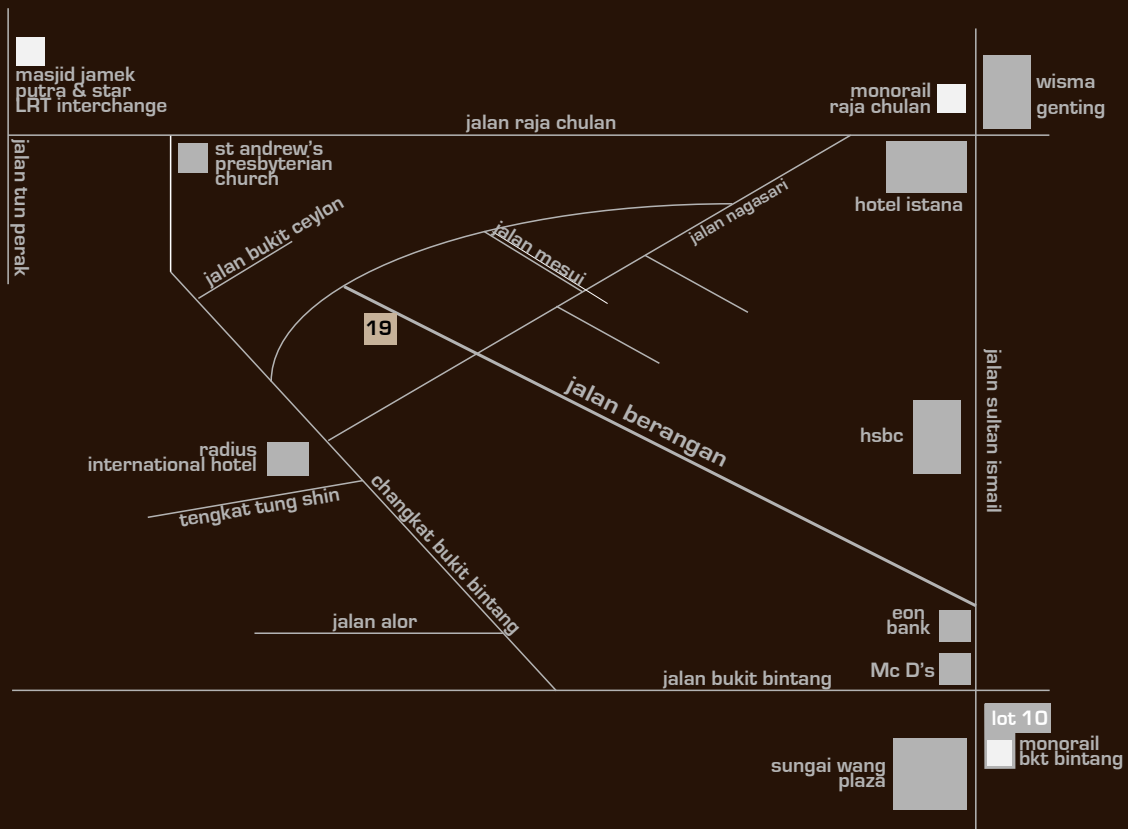 masjid jamek
putra & star
LRT interchange
monorail
raja chulan
wisma
genting
jalan raja chulan
jalan tun perak
st andrew's
presbyterian
church
jalan bukit ceylon
jalan mesui
jalan nagasari
hotel istana
19
jalan berangan
jalan sultan ismail
hsbc
radius
international hotel
tengkat tung shin
changkat bukit bintang
jalan alor
eon
bank
Mc D's
jalan bukit bintang
lot 10
monorail
bkt bintang
sungai wang
plaza